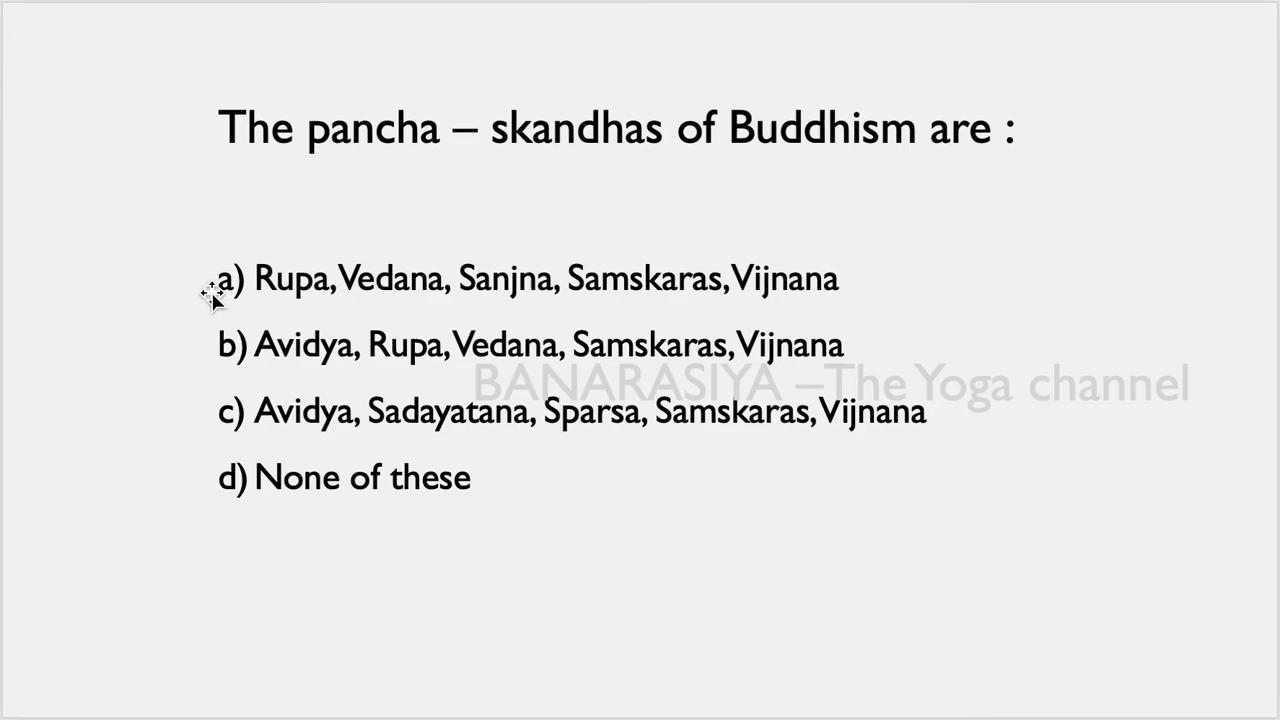 The pancha – skandhas of Buddhism are :
a) Rupa, Vedana, Sanjna, Samskaras, Vijnana
b) Avidya, Rupa, Vedana, Samskaras, Vijnana
BANARASIYA –The Yoga channel
c) Avidya, Sadayatana, Sparsa, Samskaras, Vijnana
d) None of these